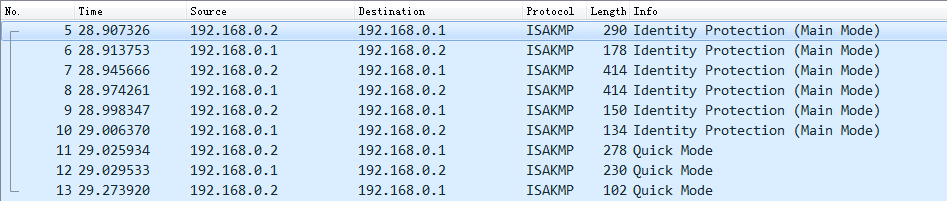 No. Time Source Destination Protocol Length Info
5 28.907326 192.168.0.2 192.168.0.1 ISAKMP 290 Identity Protection (Main Mode)
6 28.913753 192.168.0.1 192.168.0.2 ISAKMP 178 Identity Protection (Main Mode)
7 28.945666 192.168.0.2 192.168.0.1 ISAKMP 414 Identity Protection (Main Mode)
8 28.974261 192.168.0.1 192.168.0.2 ISAKMP 414 Identity Protection (Main Mode)
9 28.998347 192.168.0.2 192.168.0.1 ISAKMP 150 Identity Protection (Main Mode)
10 29.006370 192.168.0.1 192.168.0.2 ISAKMP 134 Identity Protection (Main Mode)
11 29.025934 192.168.0.2 192.168.0.1 ISAKMP 278 Quick Mode
12 29.029533 192.168.0.1 192.168.0.2 ISAKMP 230 Quick Mode
13 29.273920 192.168.0.2 192.168.0.1 ISAKMP 102 Quick Mode